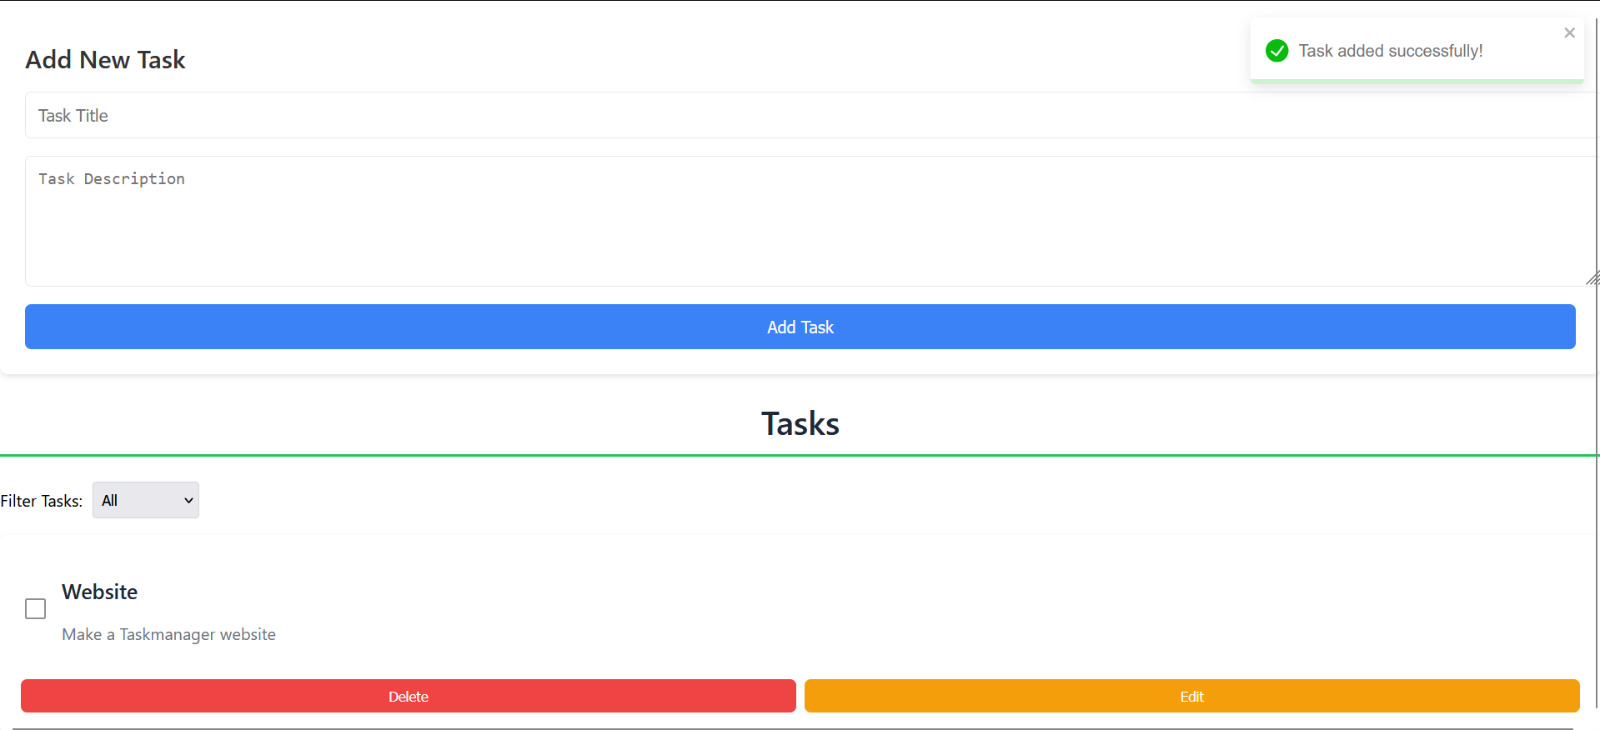 Add New Task
Task added successfully!
Task Title
Task Description
Add Task
Tasks
Filter Tasks: All
Website
Make a Taskmanager website
Delete Edit